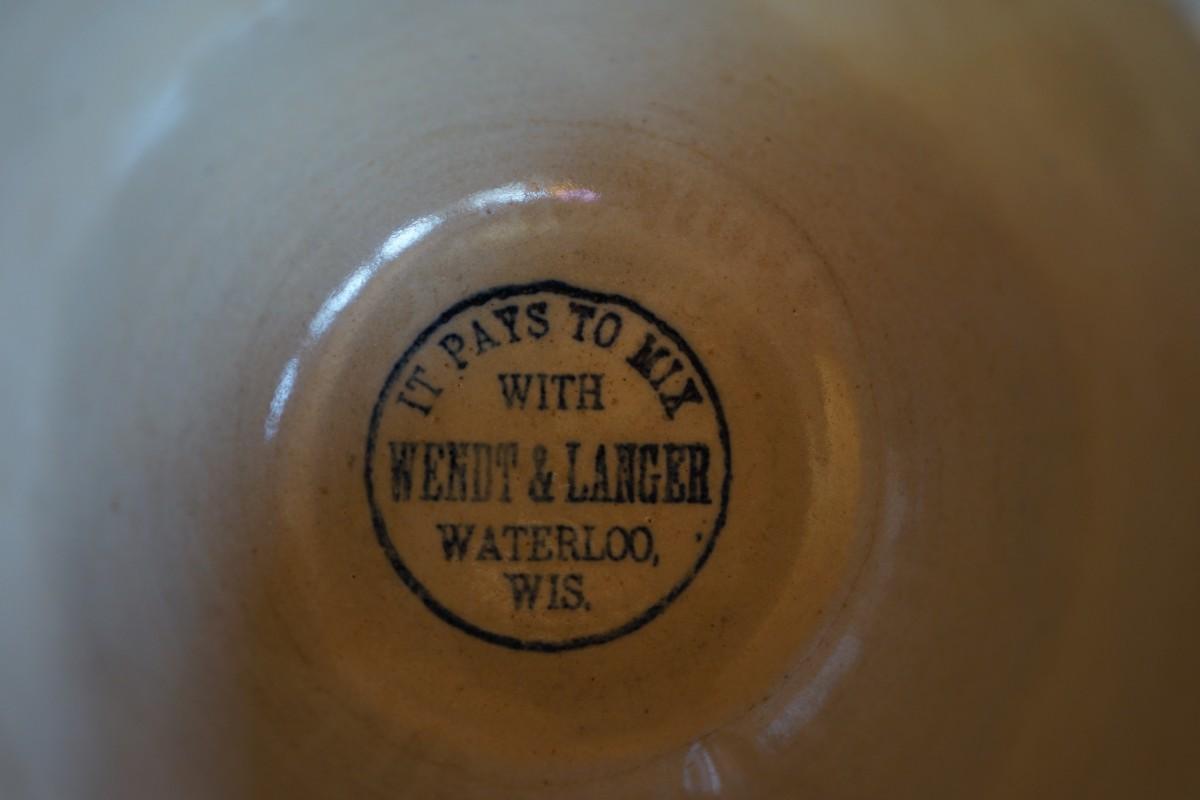 IT PAYS TO MIX
WITH
WENDT & LANGER
WATERLOO,
WIS.